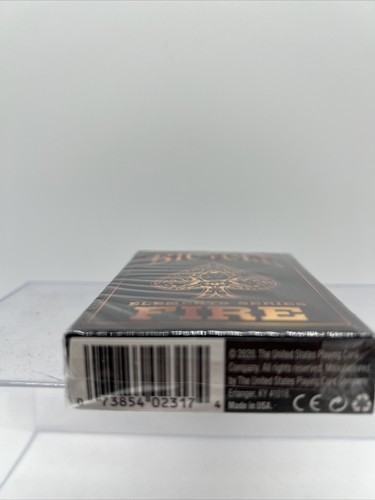 BICYCLE
ELEMENTS SERIES
FIRE
0 73854 02317 4
© 2020. The United States Playing Card
Company. All rights reserved. Manufactured
by The United States Playing Card Company,
Erlanger, KY 41018
Made in USA. CE